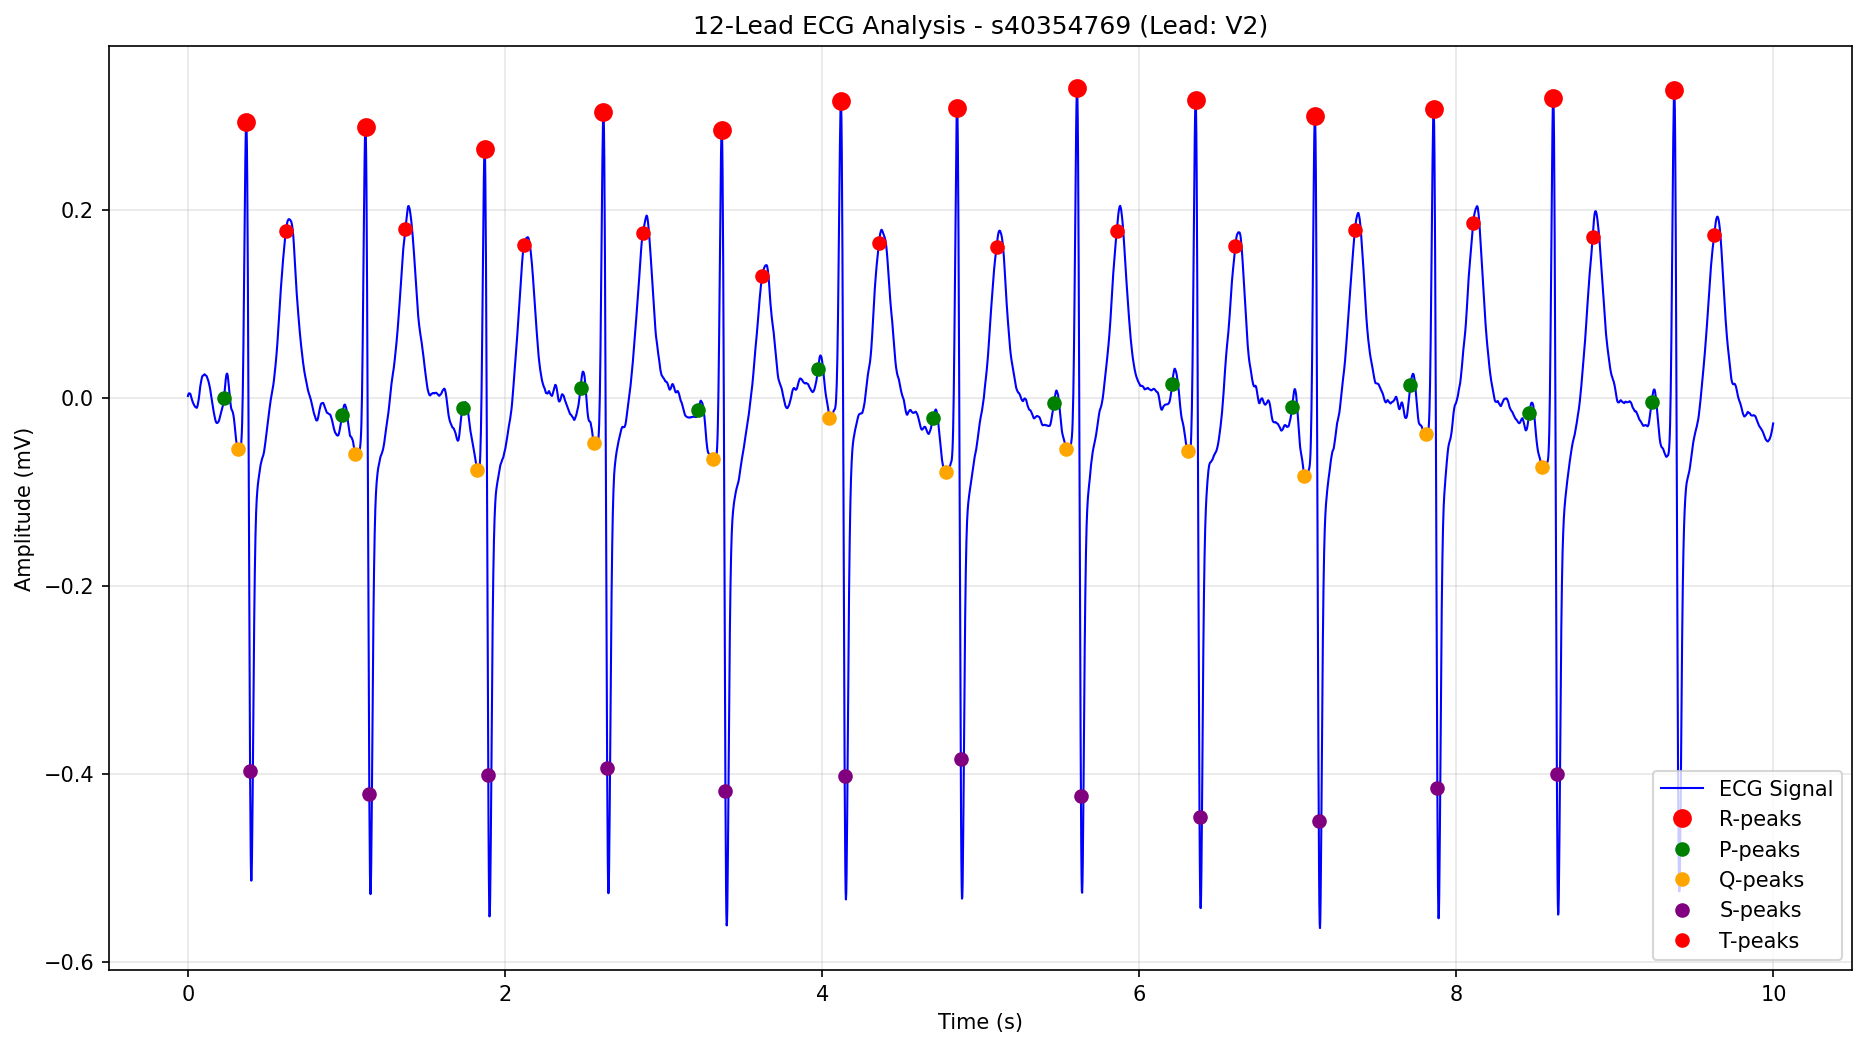 12-Lead ECG Analysis - s40354769 (Lead: V2)
Amplitude (mV)
0.2
0.0
−0.2
−0.4
−0.6
0
2
4
6
8
10
Time (s)
ECG Signal
R-peaks
P-peaks
Q-peaks
S-peaks
T-peaks